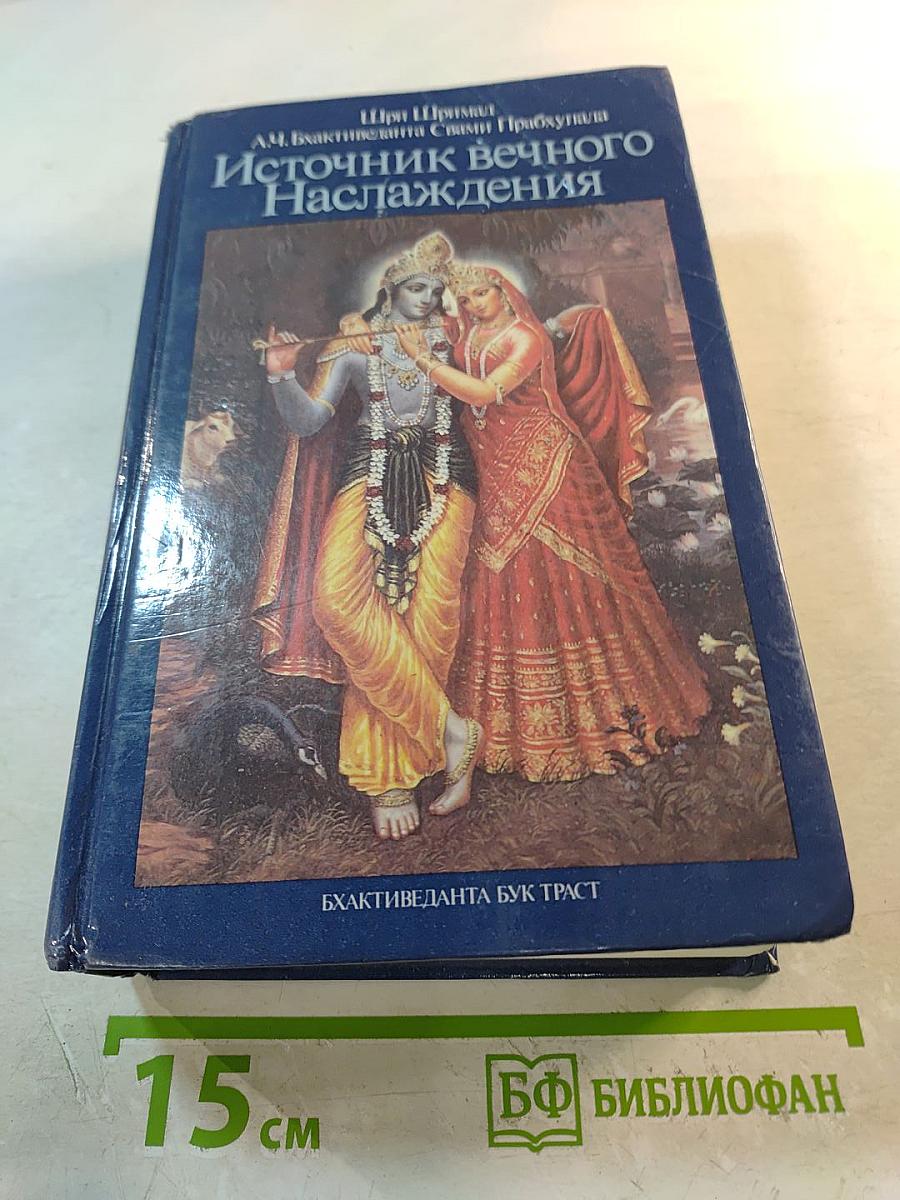 Шри Шримад
А.Ч. Бхактиведанта Свами Прабхупада
Источник вечного
Наслаждения
БХАКТИВЕДАНТА БУК ТРАСТ
15 см
БФ БИБЛИОФАН